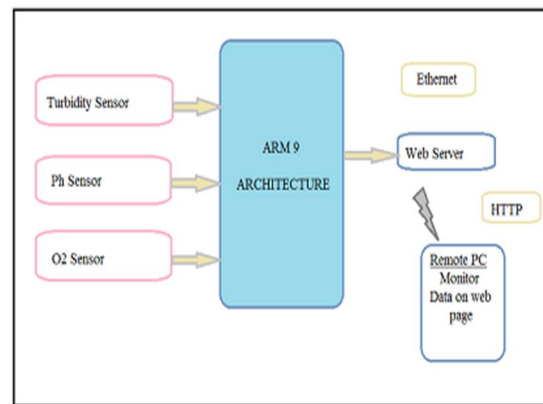 Turbidity Sensor
Ph Sensor
O2 Sensor
ARM 9
ARCHITECTURE
Ethernet
Web Server
HTTP
Remote PC
Monitor
Data on web
page